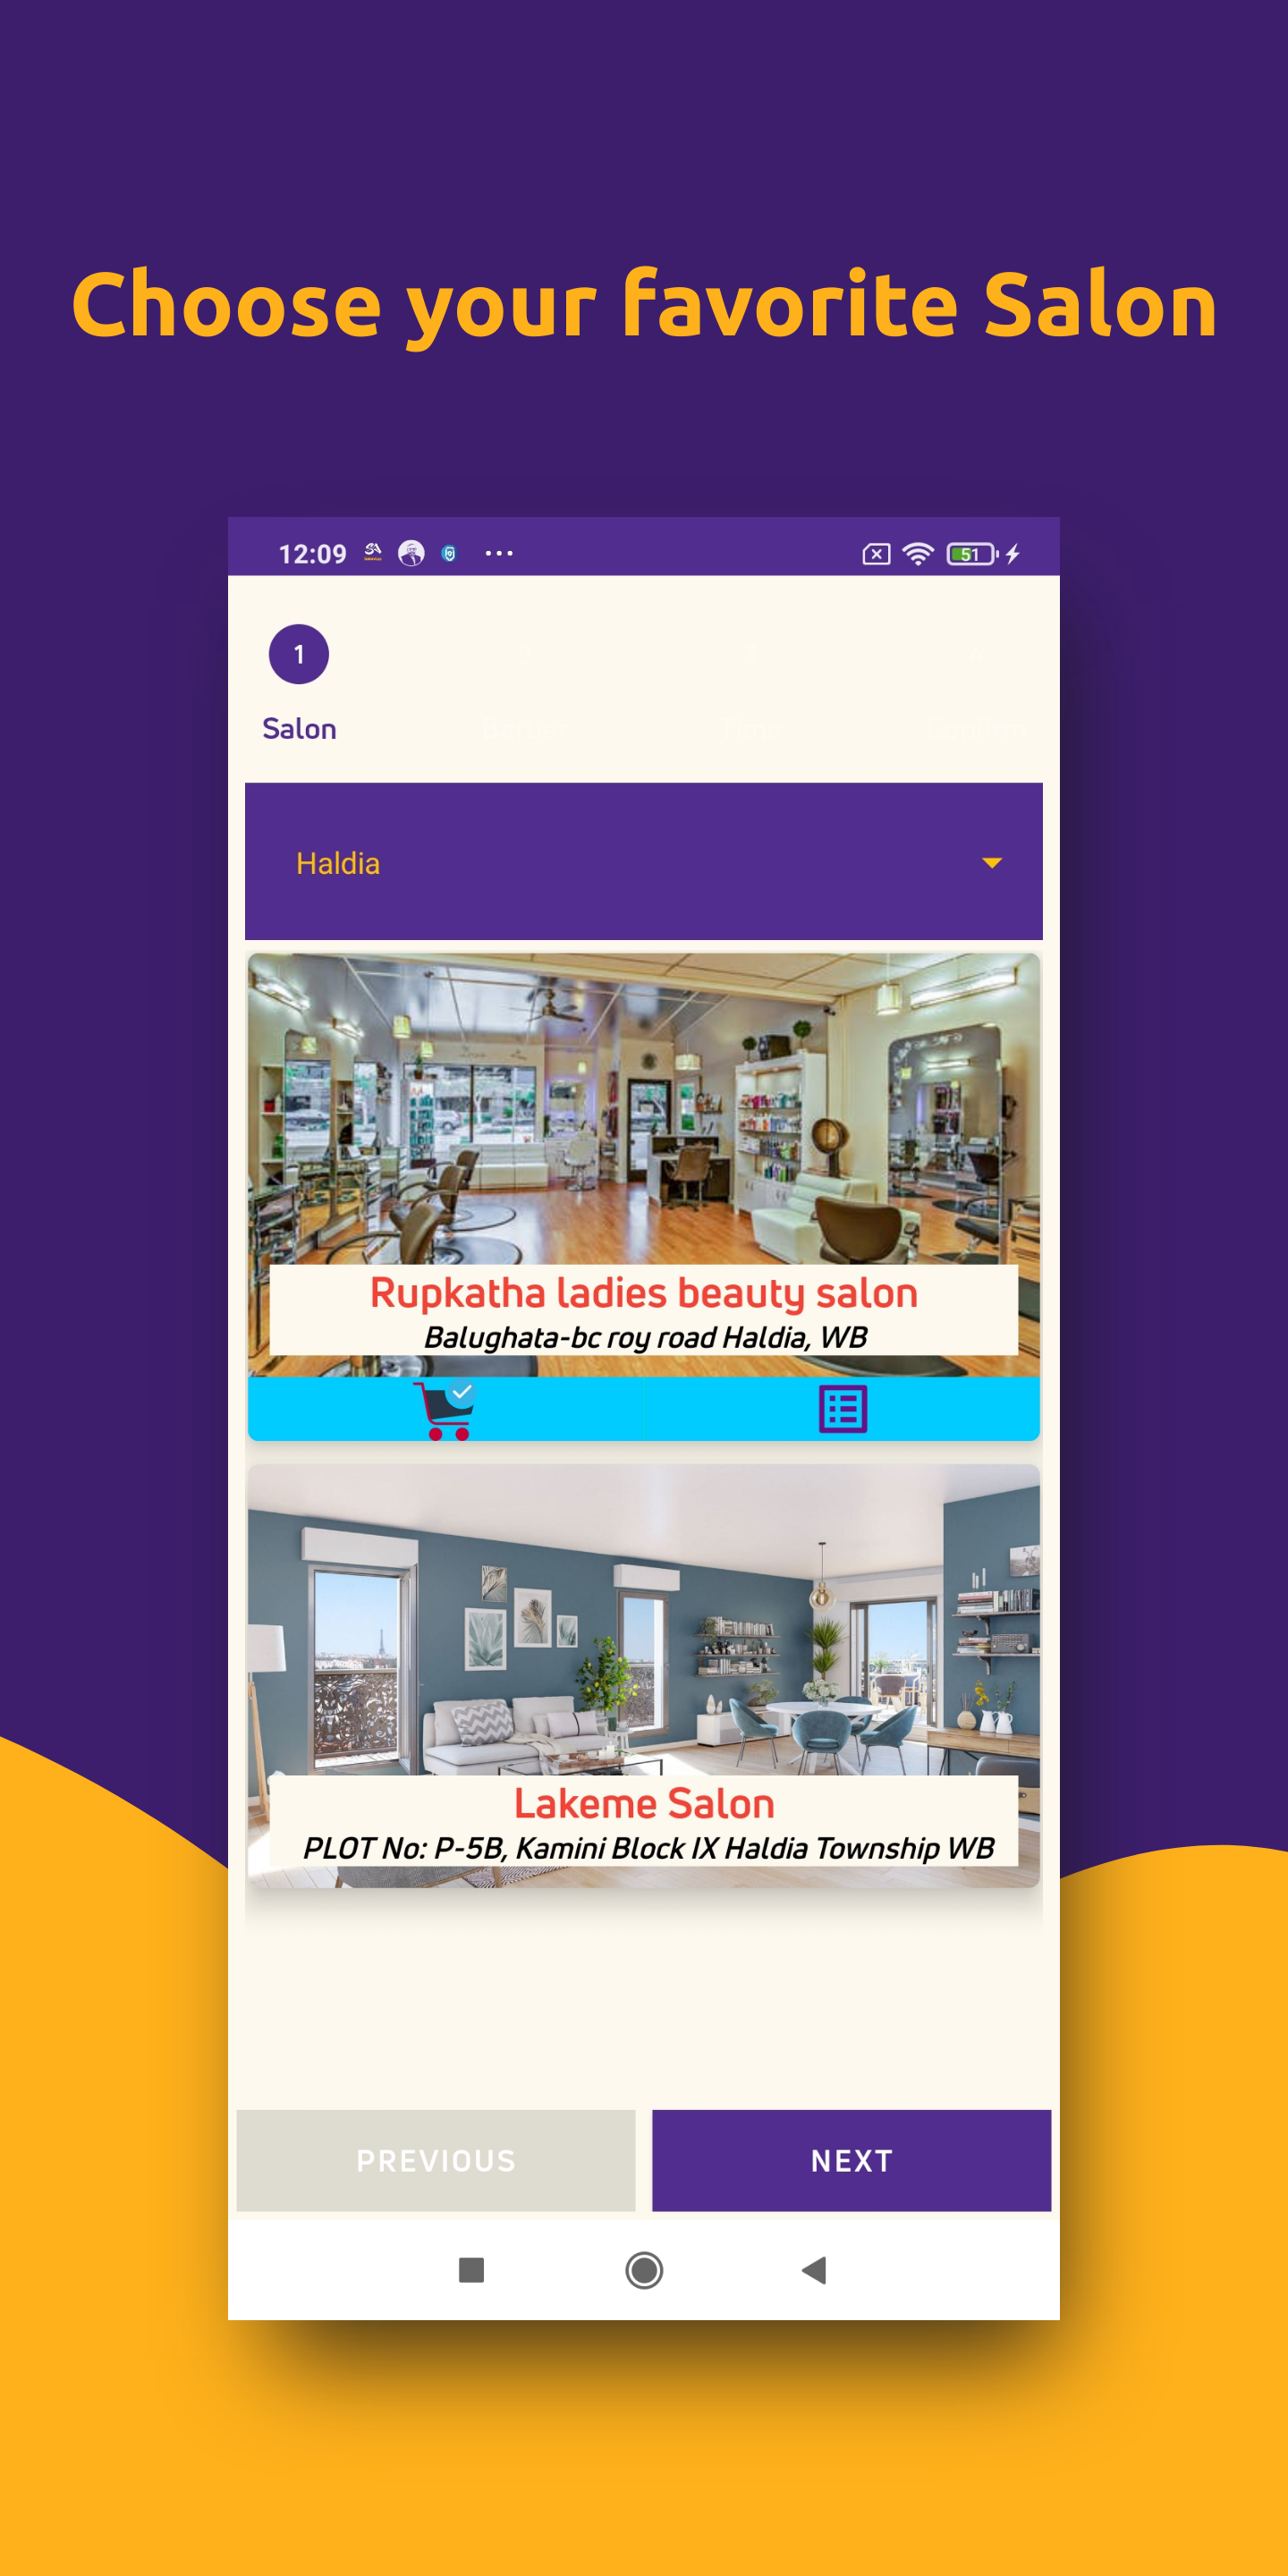 Choose your favorite Salon
12:09
51
1
Salon
Time
Haldia
Rupkatha ladies beauty salon
Balughata-bc roy road Haldia, WB
Lakeme Salon
PLOT No: P-5B, Kamini Block IX Haldia Township WB
PREVIOUS
NEXT